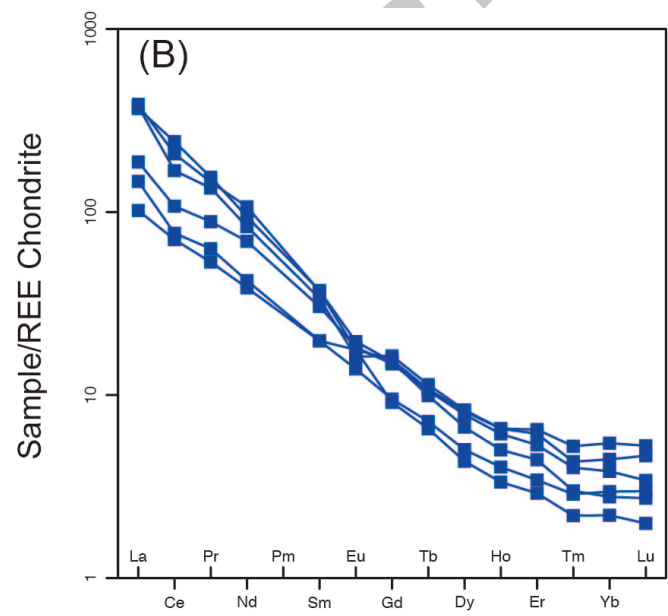 (B)
Sample/REE Chondrite
1000
100
10
1
La Pr Pm Eu Tb Ho Tm Lu
Ce Nd Sm Gd Dy Er Yb